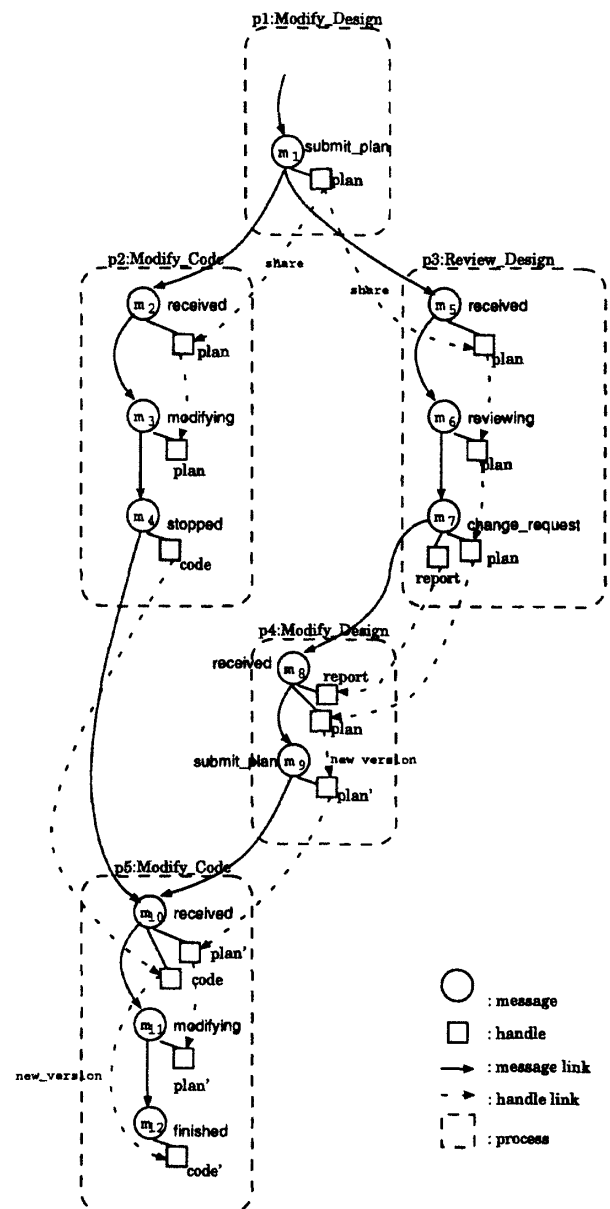 p1:Modify_Design
m1 submit_plan
plan
p2:Modify_Code
share
p3:Review_Design
m2 received
share
m5 received
plan
plan
m3 modifying
m6 reviewing
plan
plan
m4 stopped
m7 change_request
code
plan
report
p4:Modify_Design
received m8
report
plan
new version
submit_plan m9
plan'
p5:Modify_Code
m10 received
plan'
code
m11 modifying
plan'
new_version
m12 finished
code'
: message
: handle
: message link
: handle link
: process